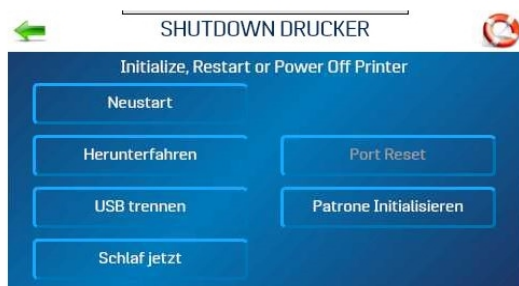 SHUTDOWN DRUCKER
Initialize, Restart or Power Off Printer
Neustart
Herunterfahren
Port Reset
USB trennen
Patrone Initialisieren
Schlaf jetzt